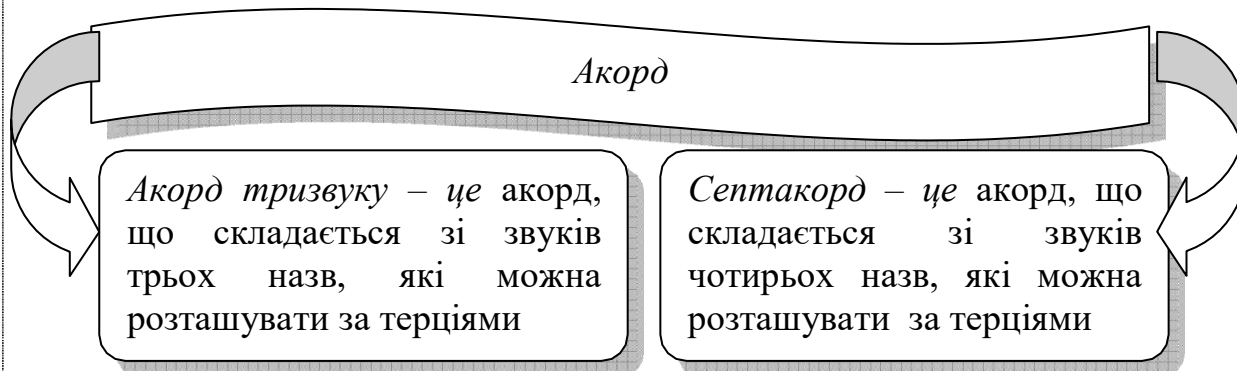 Акорд
Акорд тризвуку – це акорд,
що складається зі звуків
трьох назв, які можна
розташувати за терціями
Септакорд – це акорд, що
складається зі звуків
чотирьох назв, які можна
розташувати за терціями